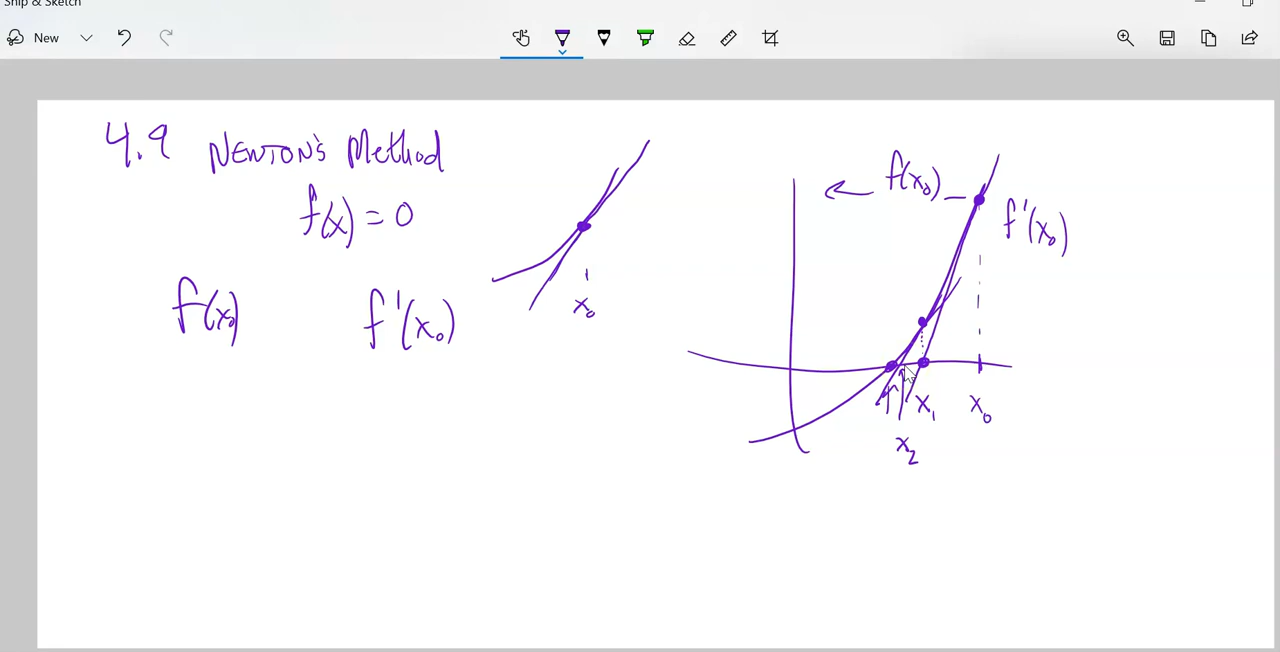 Snip & Sketch
New
4.9 NEWTON'S Method
f(x) = 0
f(x₀) f'(x₀)
x₀
f(x₀)
f'(x₀)
x₁ x₀
x₂